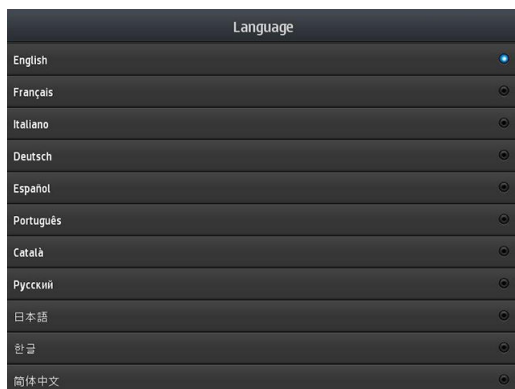 Language
English
Français
Italiano
Deutsch
Español
Português
Català
Русский
日本語
한글
简体中文